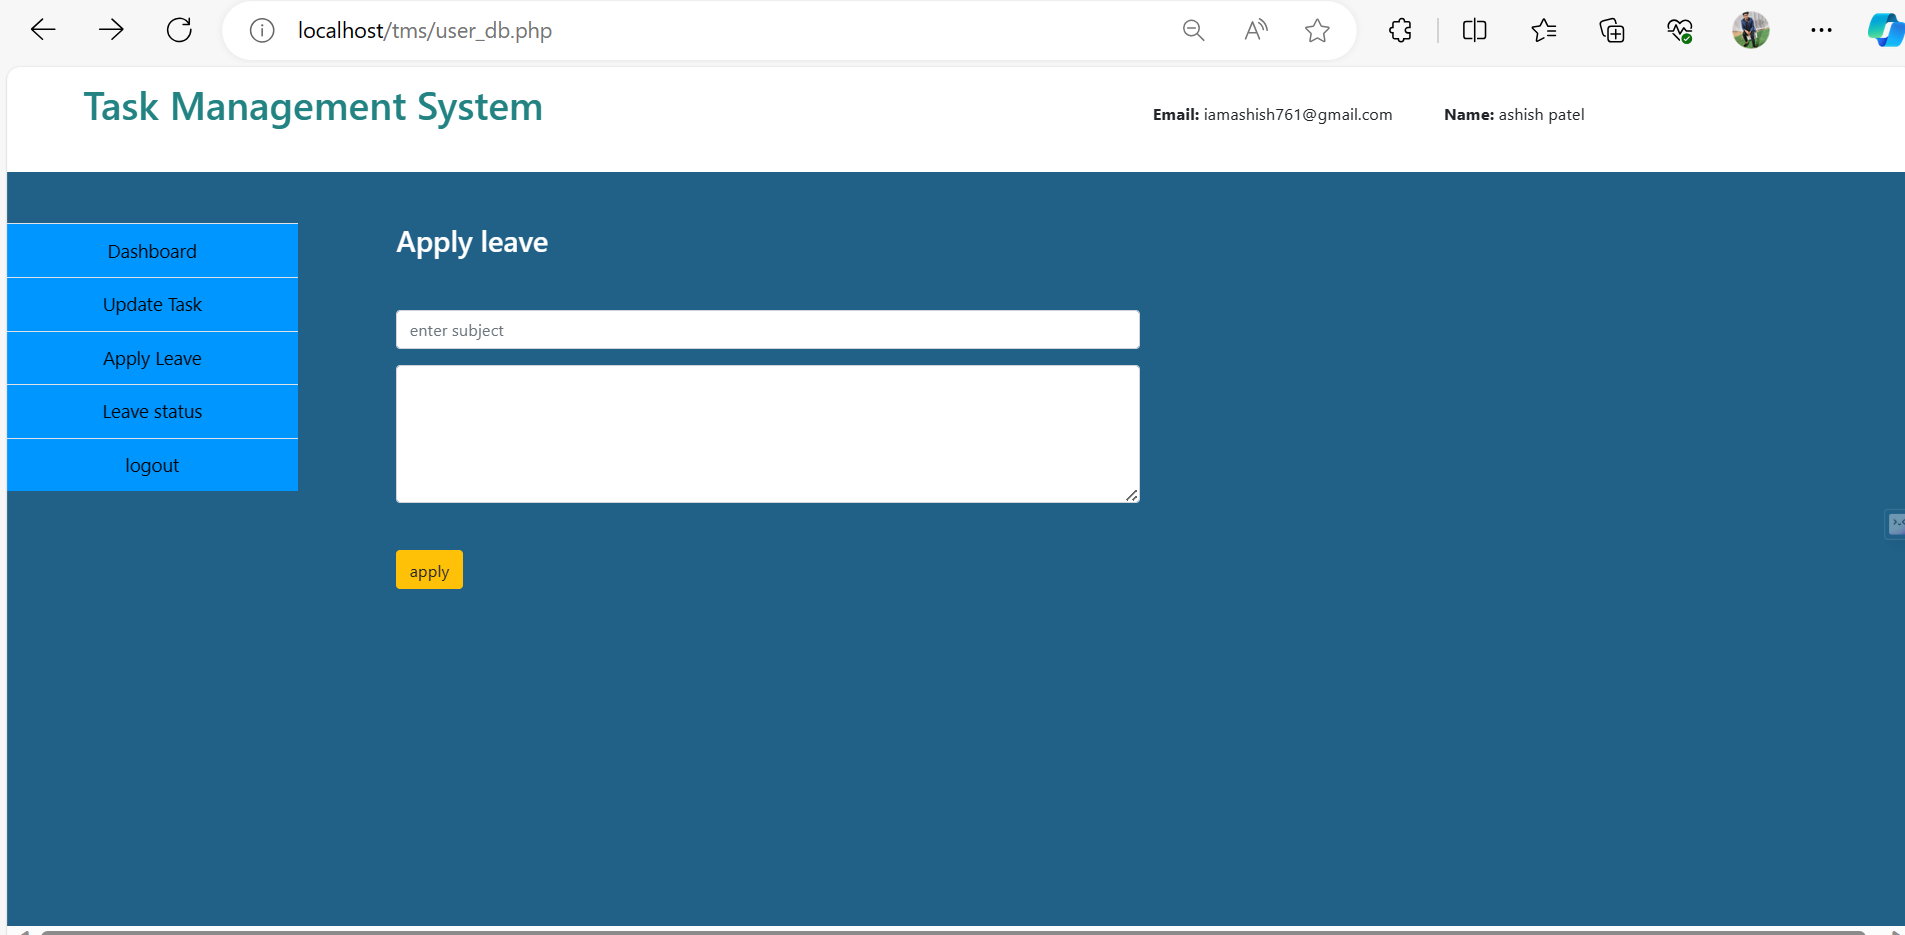 localhost/tms/user_db.php
Task Management System
Email: iamashish761@gmail.com
Name: ashish patel
Dashboard
Update Task
Apply Leave
Leave status
logout
Apply leave
enter subject
apply